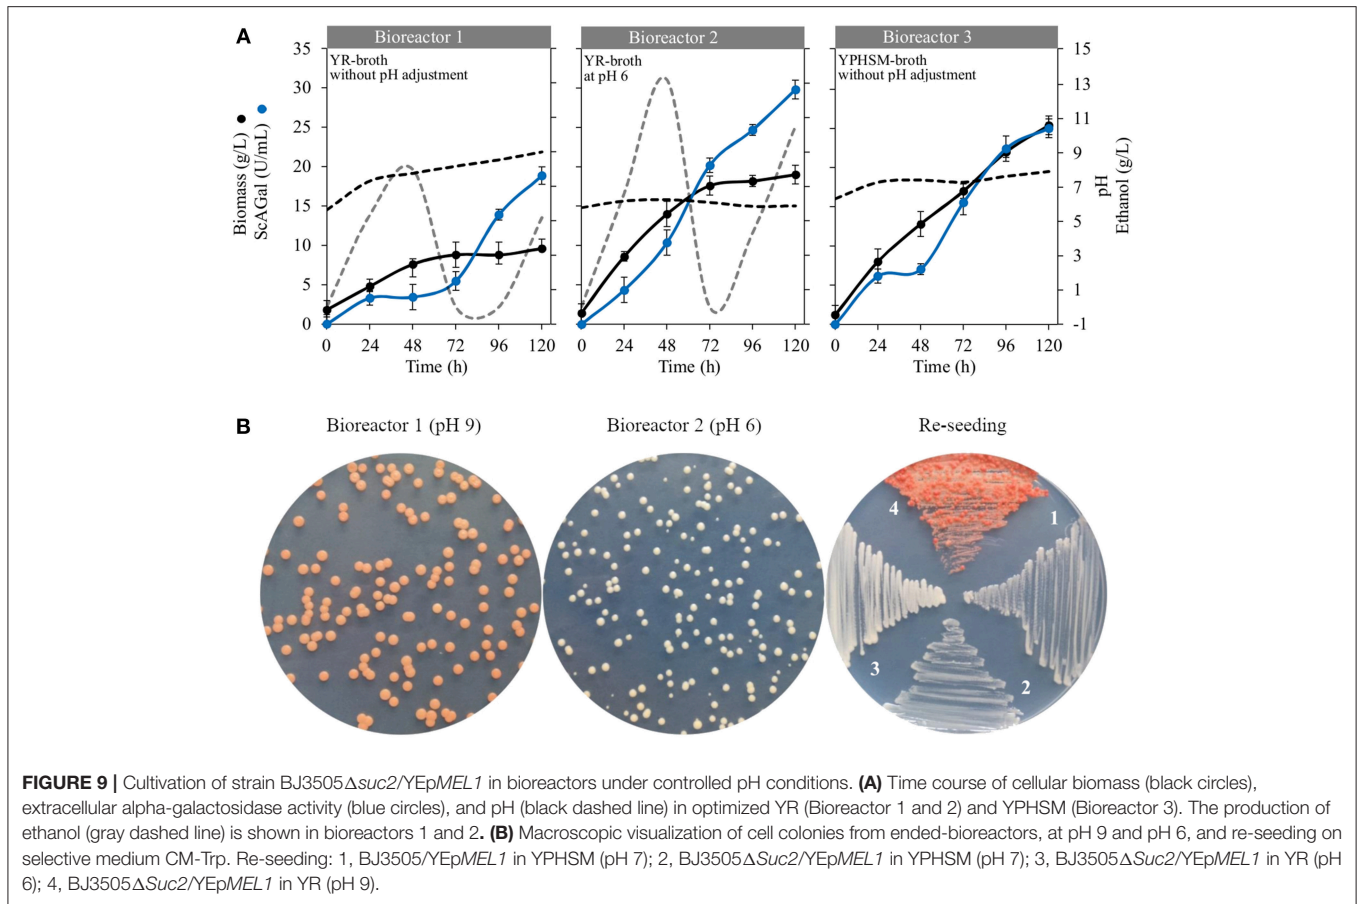 A
Bioreactor 1
Bioreactor 2
Bioreactor 3
YR-broth
without pH adjustment
YR-broth
at pH 6
YPHSM-broth
without pH adjustment
Biomass (g/L)
ScAGal (U/mL)
35
30
25
20
15
10
5
0
15
13
11
9
7
5
3
1
-1
pH
Ethanol (g/L)
0 24 48 72 96 120
0 24 48 72 96 120
0 24 48 72 96 120
Time (h)
Time (h)
Time (h)
B
Bioreactor 1 (pH 9)
Bioreactor 2 (pH 6)
Re-seeding
4
1
3
2
FIGURE 9 | Cultivation of strain BJ3505Δsuc2/YEpMEL1 in bioreactors under controlled pH conditions. (A) Time course of cellular biomass (black circles),
extracellular alpha-galactosidase activity (blue circles), and pH (black dashed line) in optimized YR (Bioreactor 1 and 2) and YPHSM (Bioreactor 3). The production of
ethanol (gray dashed line) is shown in bioreactors 1 and 2. (B) Macroscopic visualization of cell colonies from ended-bioreactors, at pH 9 and pH 6, and re-seeding on
selective medium CM-Trp. Re-seeding: 1, BJ3505/YEpMEL1 in YPHSM (pH 7); 2, BJ3505ΔSuc2/YEpMEL1 in YPHSM (pH 7); 3, BJ3505ΔSuc2/YEpMEL1 in YR (pH
6); 4, BJ3505ΔSuc2/YEpMEL1 in YR (pH 9).